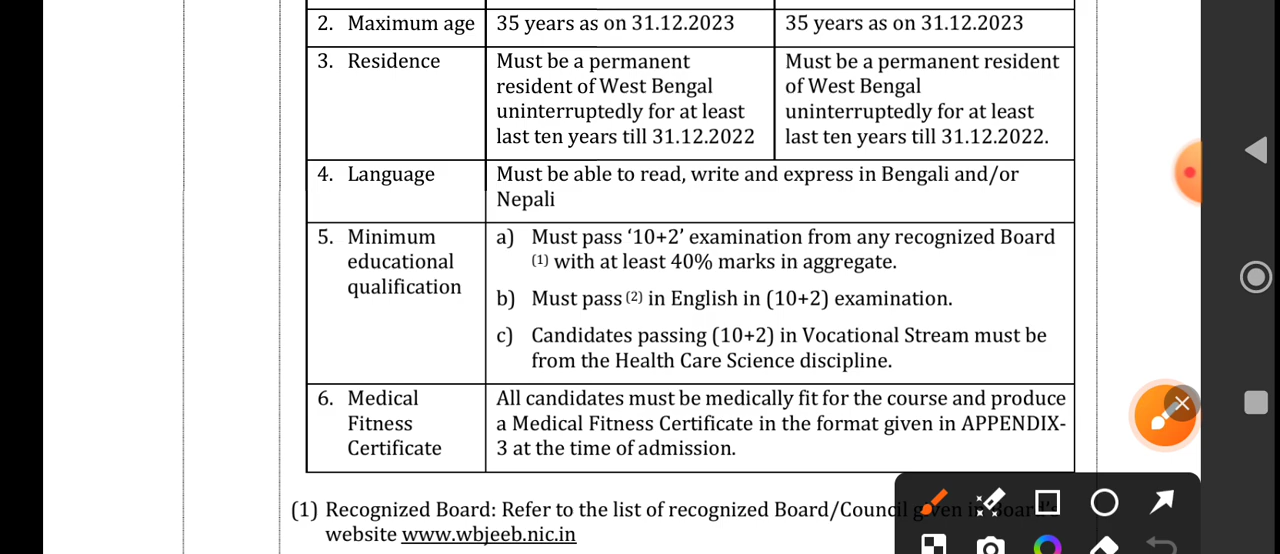 2. Maximum age 35 years as on 31.12.2023 35 years as on 31.12.2023
3. Residence Must be a permanent Must be a permanent resident
resident of West Bengal of West Bengal
uninterruptedly for at least uninterruptedly for at least
last ten years till 31.12.2022 last ten years till 31.12.2022.
4. Language Must be able to read, write and express in Bengali and/or
Nepali
5. Minimum a) Must pass ‘10+2’ examination from any recognized Board
educational (1) with at least 40% marks in aggregate.
qualification b) Must pass (2) in English in (10+2) examination.
c) Candidates passing (10+2) in Vocational Stream must be
from the Health Care Science discipline.
6. Medical All candidates must be medically fit for the course and produce
Fitness a Medical Fitness Certificate in the format given in APPENDIX-
Certificate 3 at the time of admission.
(1) Recognized Board: Refer to the list of recognized Board/Council given in Board's
website www.wbjeeb.nic.in